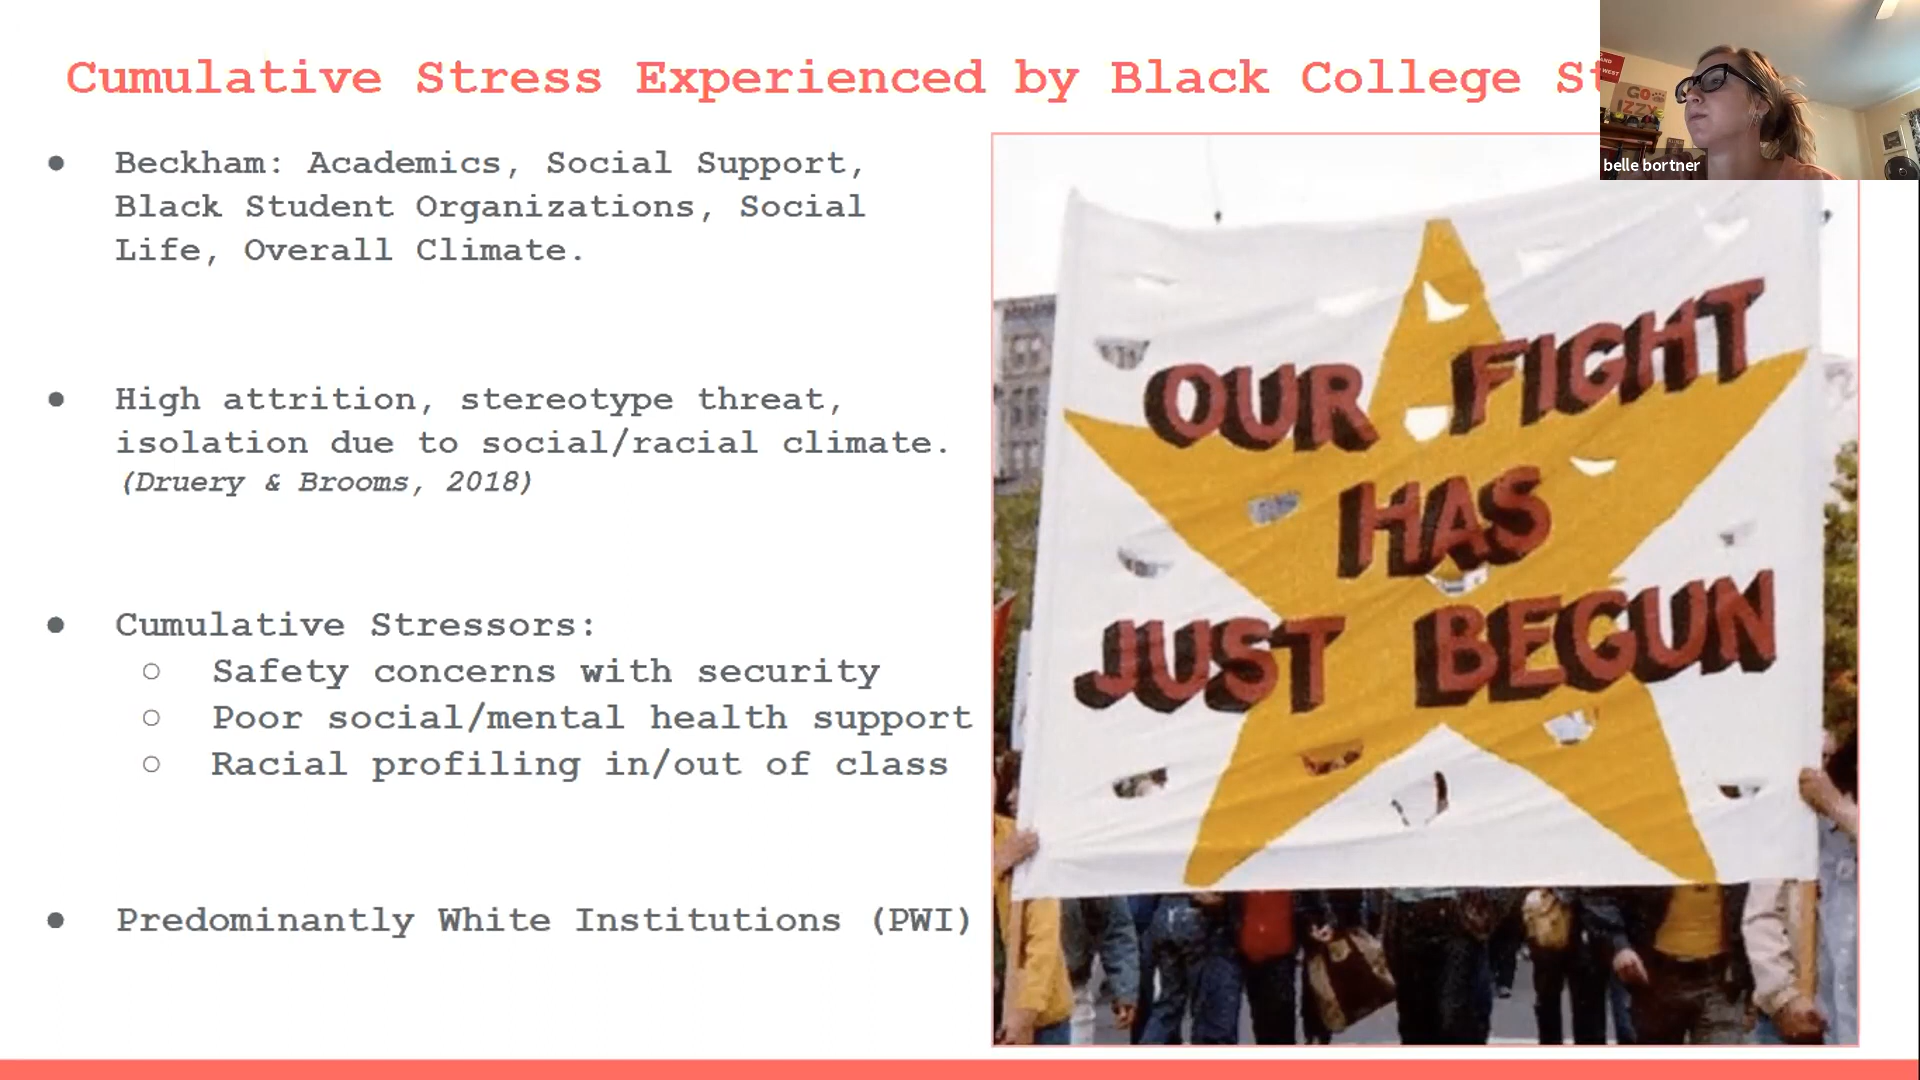 Cumulative Stress Experienced by Black College
● Beckham: Academics, Social Support,
Black Student Organizations, Social
Life, Overall Climate.
● High attrition, stereotype threat,
isolation due to social/racial climate.
(Druery & Brooms, 2018)
● Cumulative Stressors:
○ Safety concerns with security
○ Poor social/mental health support
○ Racial profiling in/out of class
● Predominantly White Institutions (PWI)
OUR FIGHT
HAS
JUST BEGUN
WEST
GO
IZZY
belle bortner